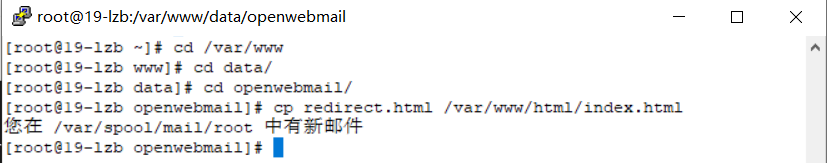 root@19-lzb:/var/www/data/openwebmail
[root@19-lzb ~]# cd /var/www
[root@19-lzb www]# cd data/
[root@19-lzb data]# cd openwebmail/
[root@19-lzb openwebmail]# cp redirect.html /var/www/html/index.html
您在 /var/spool/mail/root 中有新邮件
[root@19-lzb openwebmail]#